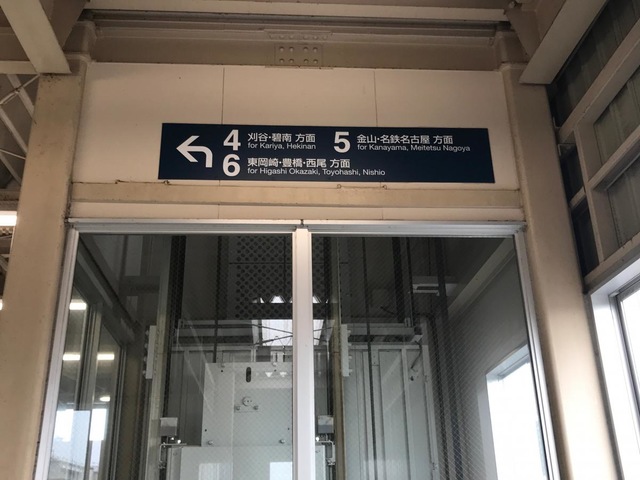 4 刈谷・碧南 方面
for Kariya, Hekinan
5 金山・名鉄名古屋 方面
for Kanayama, Meitetsu Nagoya
6 東岡崎・豊橋・西尾 方面
for Higashi Okazaki, Toyohashi, Nishio